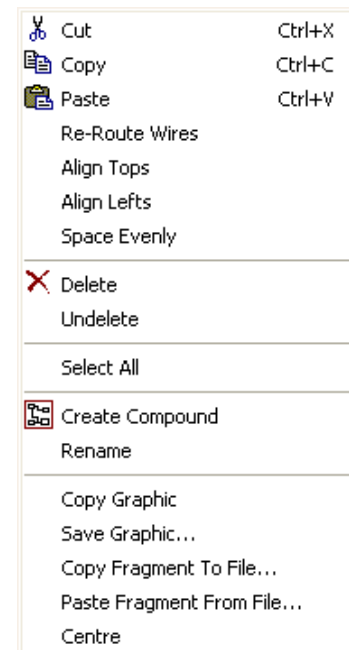 Cut Ctrl+X
Copy Ctrl+C
Paste Ctrl+V
Re-Route Wires
Align Tops
Align Lefts
Space Evenly
Delete
Undelete
Select All
Create Compound
Rename
Copy Graphic
Save Graphic...
Copy Fragment To File...
Paste Fragment From File...
Centre